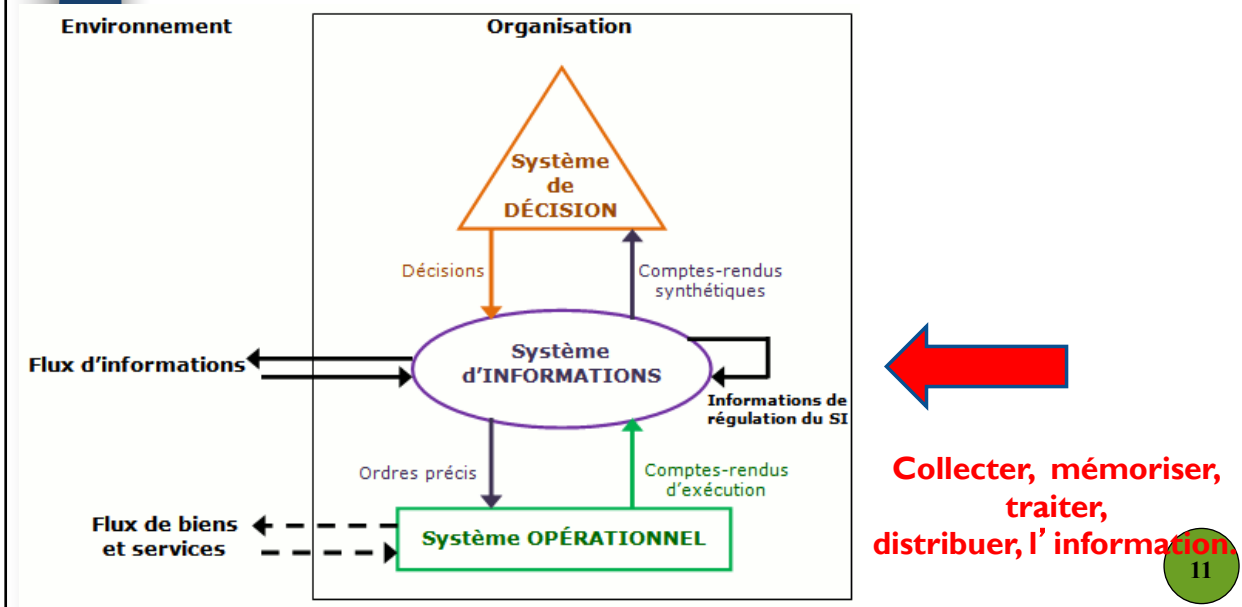 Environnement
Organisation
Système
de
DÉCISION
Décisions
Comptes-rendus
synthétiques
Flux d'informations
Système
d'INFORMATIONS
Informations de
régulation du SI
Ordres précis
Comptes-rendus
d'exécution
Flux de biens
et services
Système OPÉRATIONNEL
Collecter, mémoriser,
traiter,
distribuer, l' information.
11